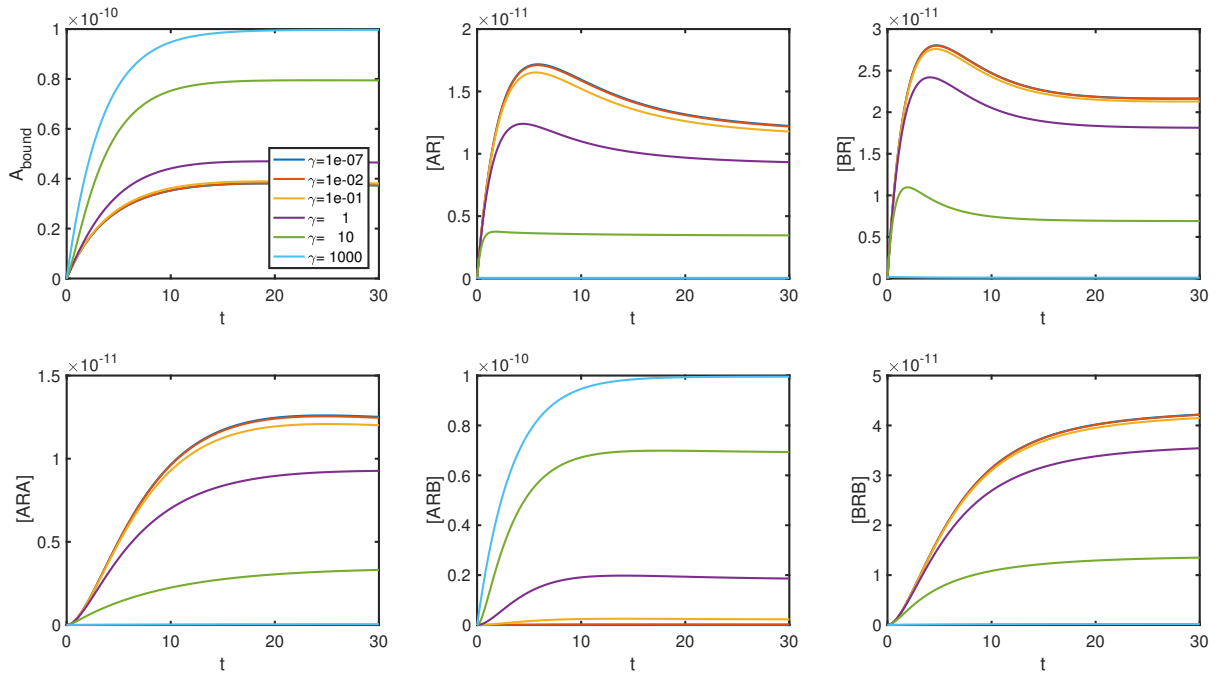 ×10⁻¹⁰
1
0.8
0.6
0.4
0.2
0
A_bound
0 10 20 30
t
γ=1e-07
γ=1e-02
γ=1e-01
γ= 1
γ= 10
γ= 1000
×10⁻¹¹
2
1.5
1
0.5
0
[AR]
0 10 20 30
t
×10⁻¹¹
3
2.5
2
1.5
1
0.5
0
[BR]
0 10 20 30
t
×10⁻¹¹
1.5
1
0.5
0
[ARA]
0 10 20 30
t
×10⁻¹⁰
1
0.8
0.6
0.4
0.2
0
[ARB]
0 10 20 30
t
×10⁻¹¹
5
4
3
2
1
0
[BRB]
0 10 20 30
t